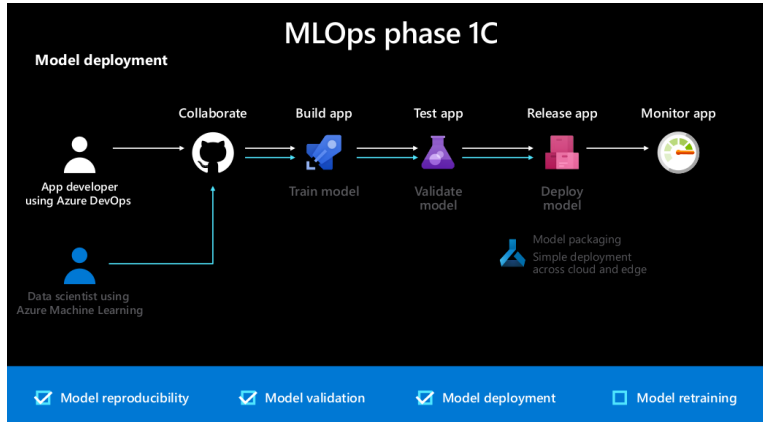 MLOps phase 1C
Model deployment
Collaborate
Build app
Test app
Release app
Monitor app
App developer
using Azure DevOps
Train model
Validate
model
Deploy
model
Model packaging
Simple deployment
across cloud and edge
Data scientist using
Azure Machine Learning
Model reproducibility
Model validation
Model deployment
Model retraining